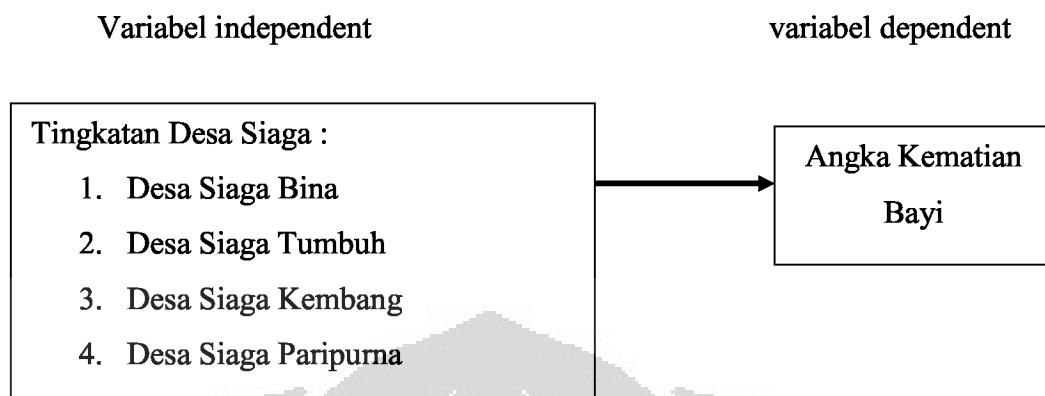 Variabel independent
variabel dependent
Tingkatan Desa Siaga :
1. Desa Siaga Bina
2. Desa Siaga Tumbuh
3. Desa Siaga Kembang
4. Desa Siaga Paripurna
Angka Kematian
Bayi